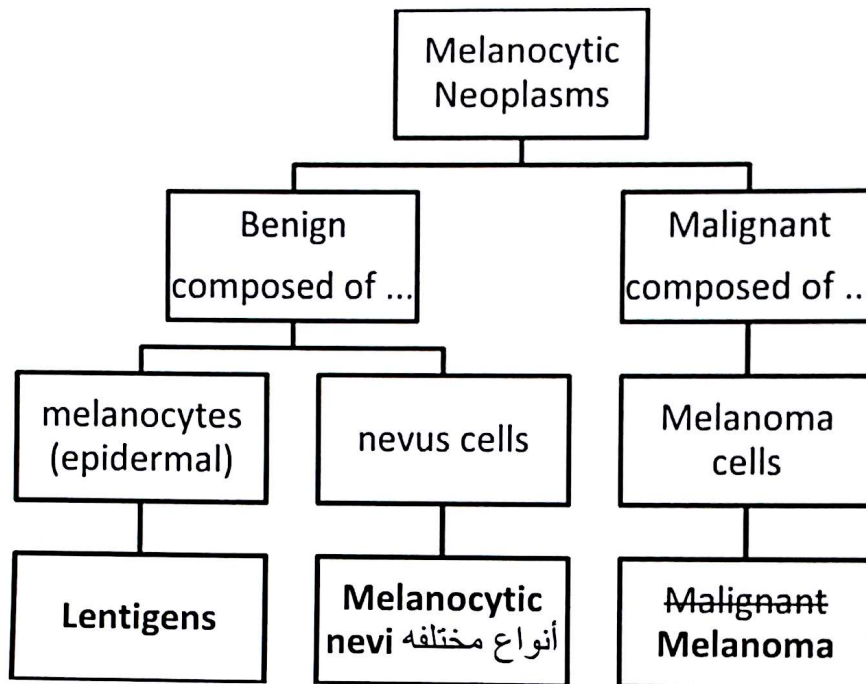 Melanocytic
Neoplasms
Benign
composed of ...
Malignant
composed of ...
melanocytes
(epidermal)
nevus cells
Melanoma
cells
Lentigens
Melanocytic
nevi أنواع مختلفه
Malignant
Melanoma